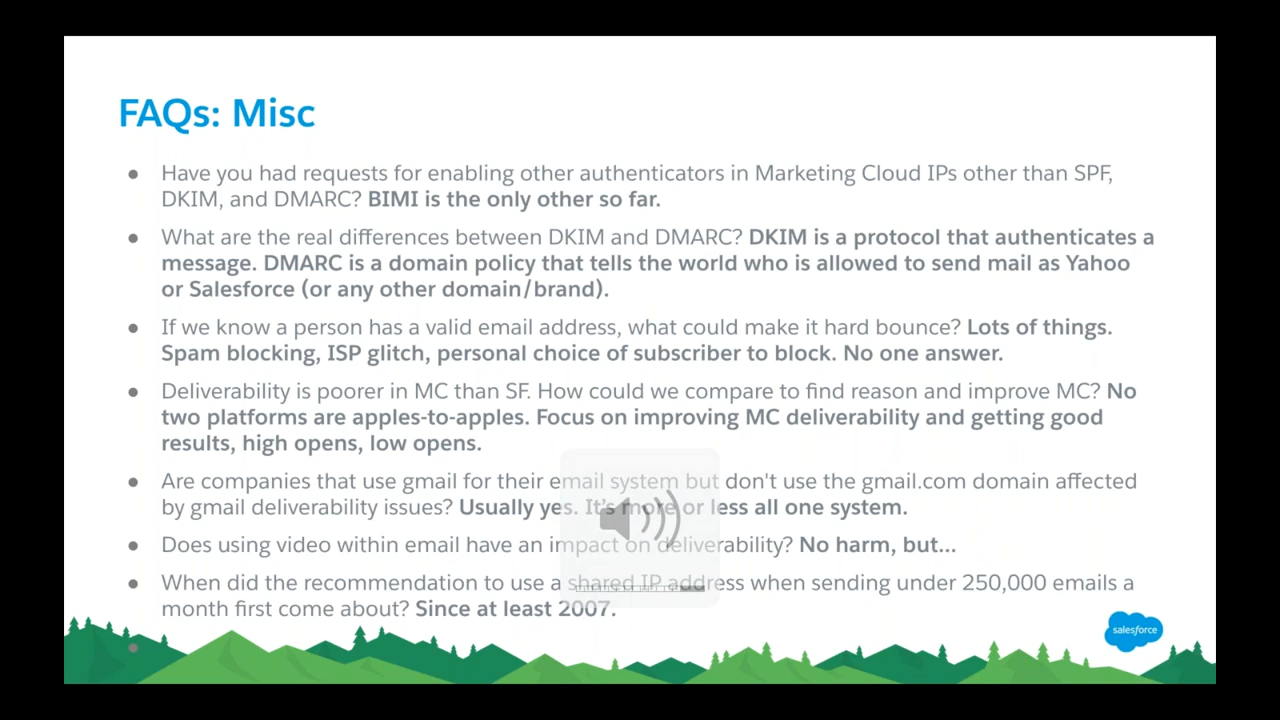 FAQs: Misc
● Have you had requests for enabling other authenticators in Marketing Cloud IPs other than SPF,
DKIM, and DMARC? BIMI is the only other so far.
● What are the real differences between DKIM and DMARC? DKIM is a protocol that authenticates a
message. DMARC is a domain policy that tells the world who is allowed to send mail as Yahoo
or Salesforce (or any other domain/brand).
● If we know a person has a valid email address, what could make it hard bounce? Lots of things.
Spam blocking, ISP glitch, personal choice of subscriber to block. No one answer.
● Deliverability is poorer in MC than SF. How could we compare to find reason and improve MC? No
two platforms are apples-to-apples. Focus on improving MC deliverability and getting good
results, high opens, low opens.
● Are companies that use gmail for their email system but don't use the gmail.com domain affected
by gmail deliverability issues? Usually yes. It's more or less all one system.
● Does using video within email have an impact on deliverability? No harm, but...
● When did the recommendation to use a shared IP address when sending under 250,000 emails a
month first come about? Since at least 2007.
salesforce